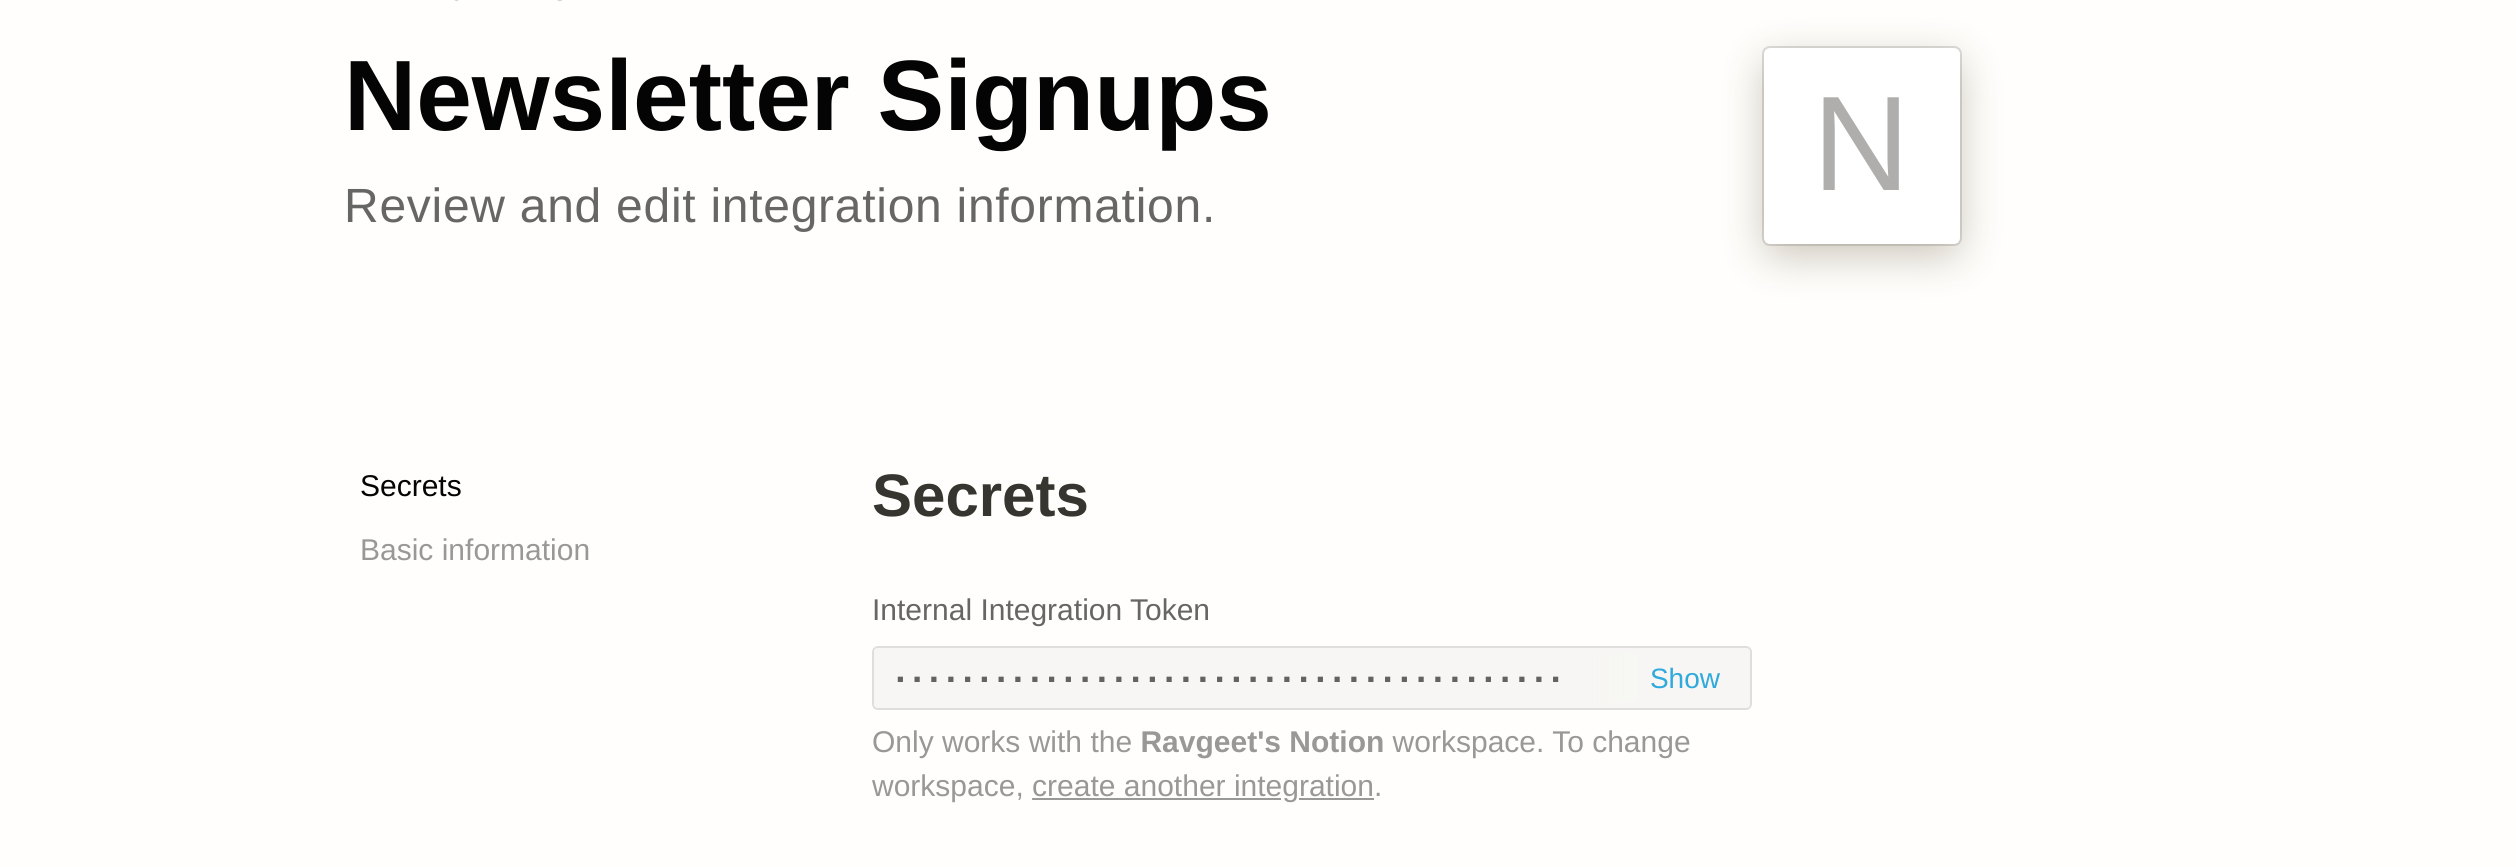 Newsletter Signups
N
Review and edit integration information.
Secrets
Basic information
Secrets
Internal Integration Token
Show
Only works with the Ravgeet's Notion workspace. To change
workspace, create another integration.